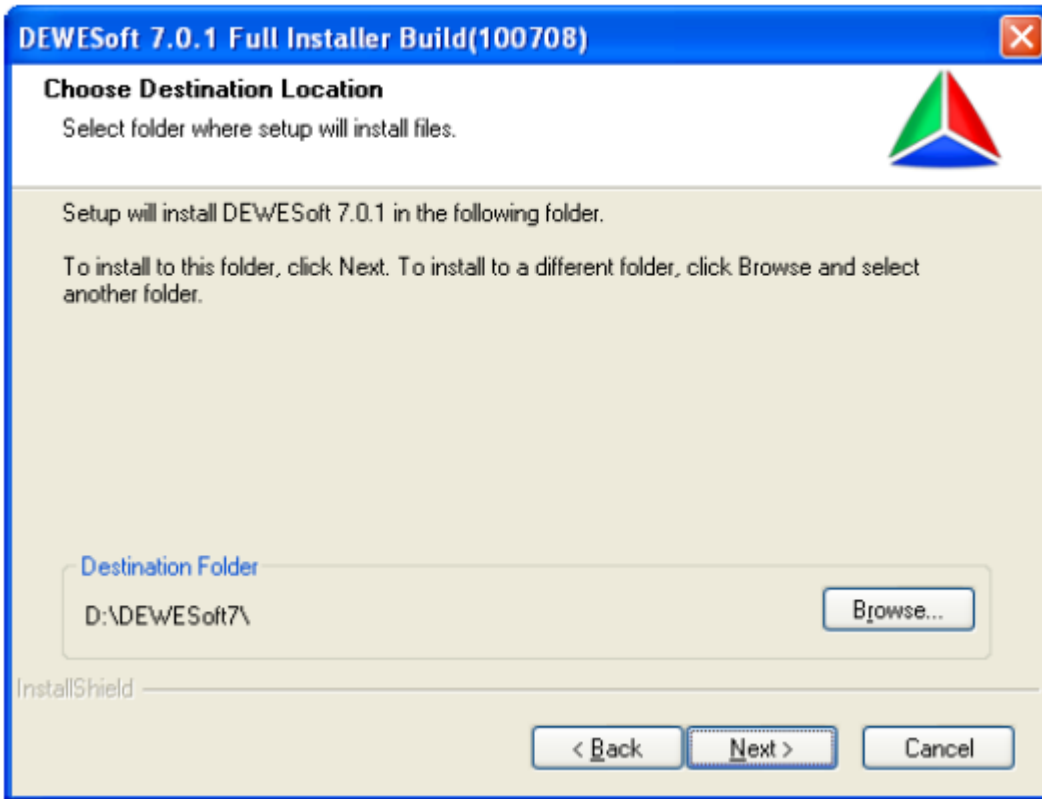 DEWESoft 7.0.1 Full Installer Build(100708)
Choose Destination Location
Select folder where setup will install files.
Setup will install DEWESoft 7.0.1 in the following folder.
To install to this folder, click Next. To install to a different folder, click Browse and select
another folder.
Destination Folder
D:\DEWESoft7\
Browse...
InstallShield
< Back
Next >
Cancel